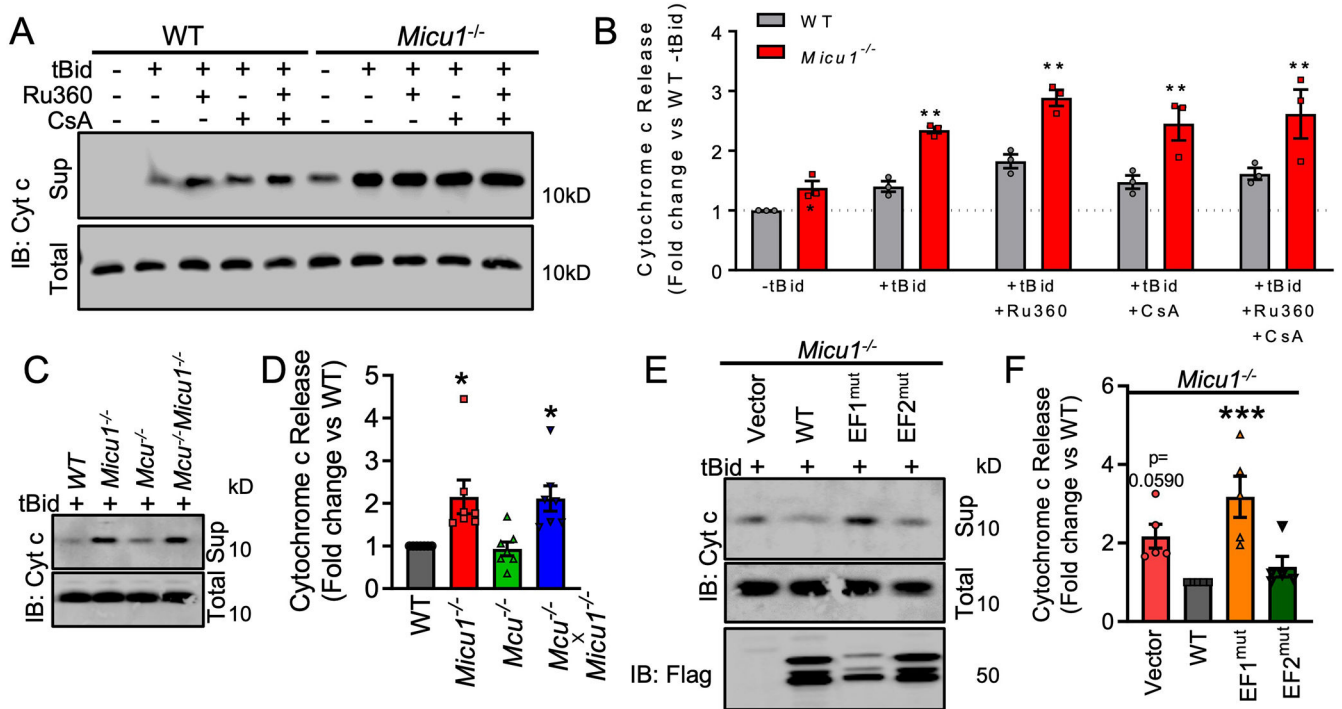 A
WT
Micu1-/-
tBid - + + + + - + + + +
Ru360 - - + - + - - + - +
CsA - - - + + - - - + +
IB: Cyt c
Sup
10kD
Total
10kD
B
WT
Micu1-/-
Cytochrome c Release
(Fold change vs WT -tBid)
4
3
2
1
0
*
**
**
**
**
-tBid
+tBid
+tBid
+Ru360
+tBid
+CsA
+tBid
+Ru360
+CsA
C
WT
Micu1-/-
Mcu-/-
Mcu-/-Micu1-/-
tBid + + + +
kD
IB: Cyt c
Sup
10
Total
10
D
Cytochrome c Release
(Fold change vs WT)
5
4
3
2
1
0
*
*
WT
Micu1-/-
Mcu-/-
Mcu-/-
x
Micu1-/-
E
Micu1-/-
Vector
WT
EF1mut
EF2mut
tBid + + + +
kD
IB: Cyt c
Sup
10
Total
10
IB: Flag
50
F
Micu1-/-
Cytochrome c Release
(Fold change vs WT)
6
4
2
0
p=
0.0590
***
Vector
WT
EF1mut
EF2mut